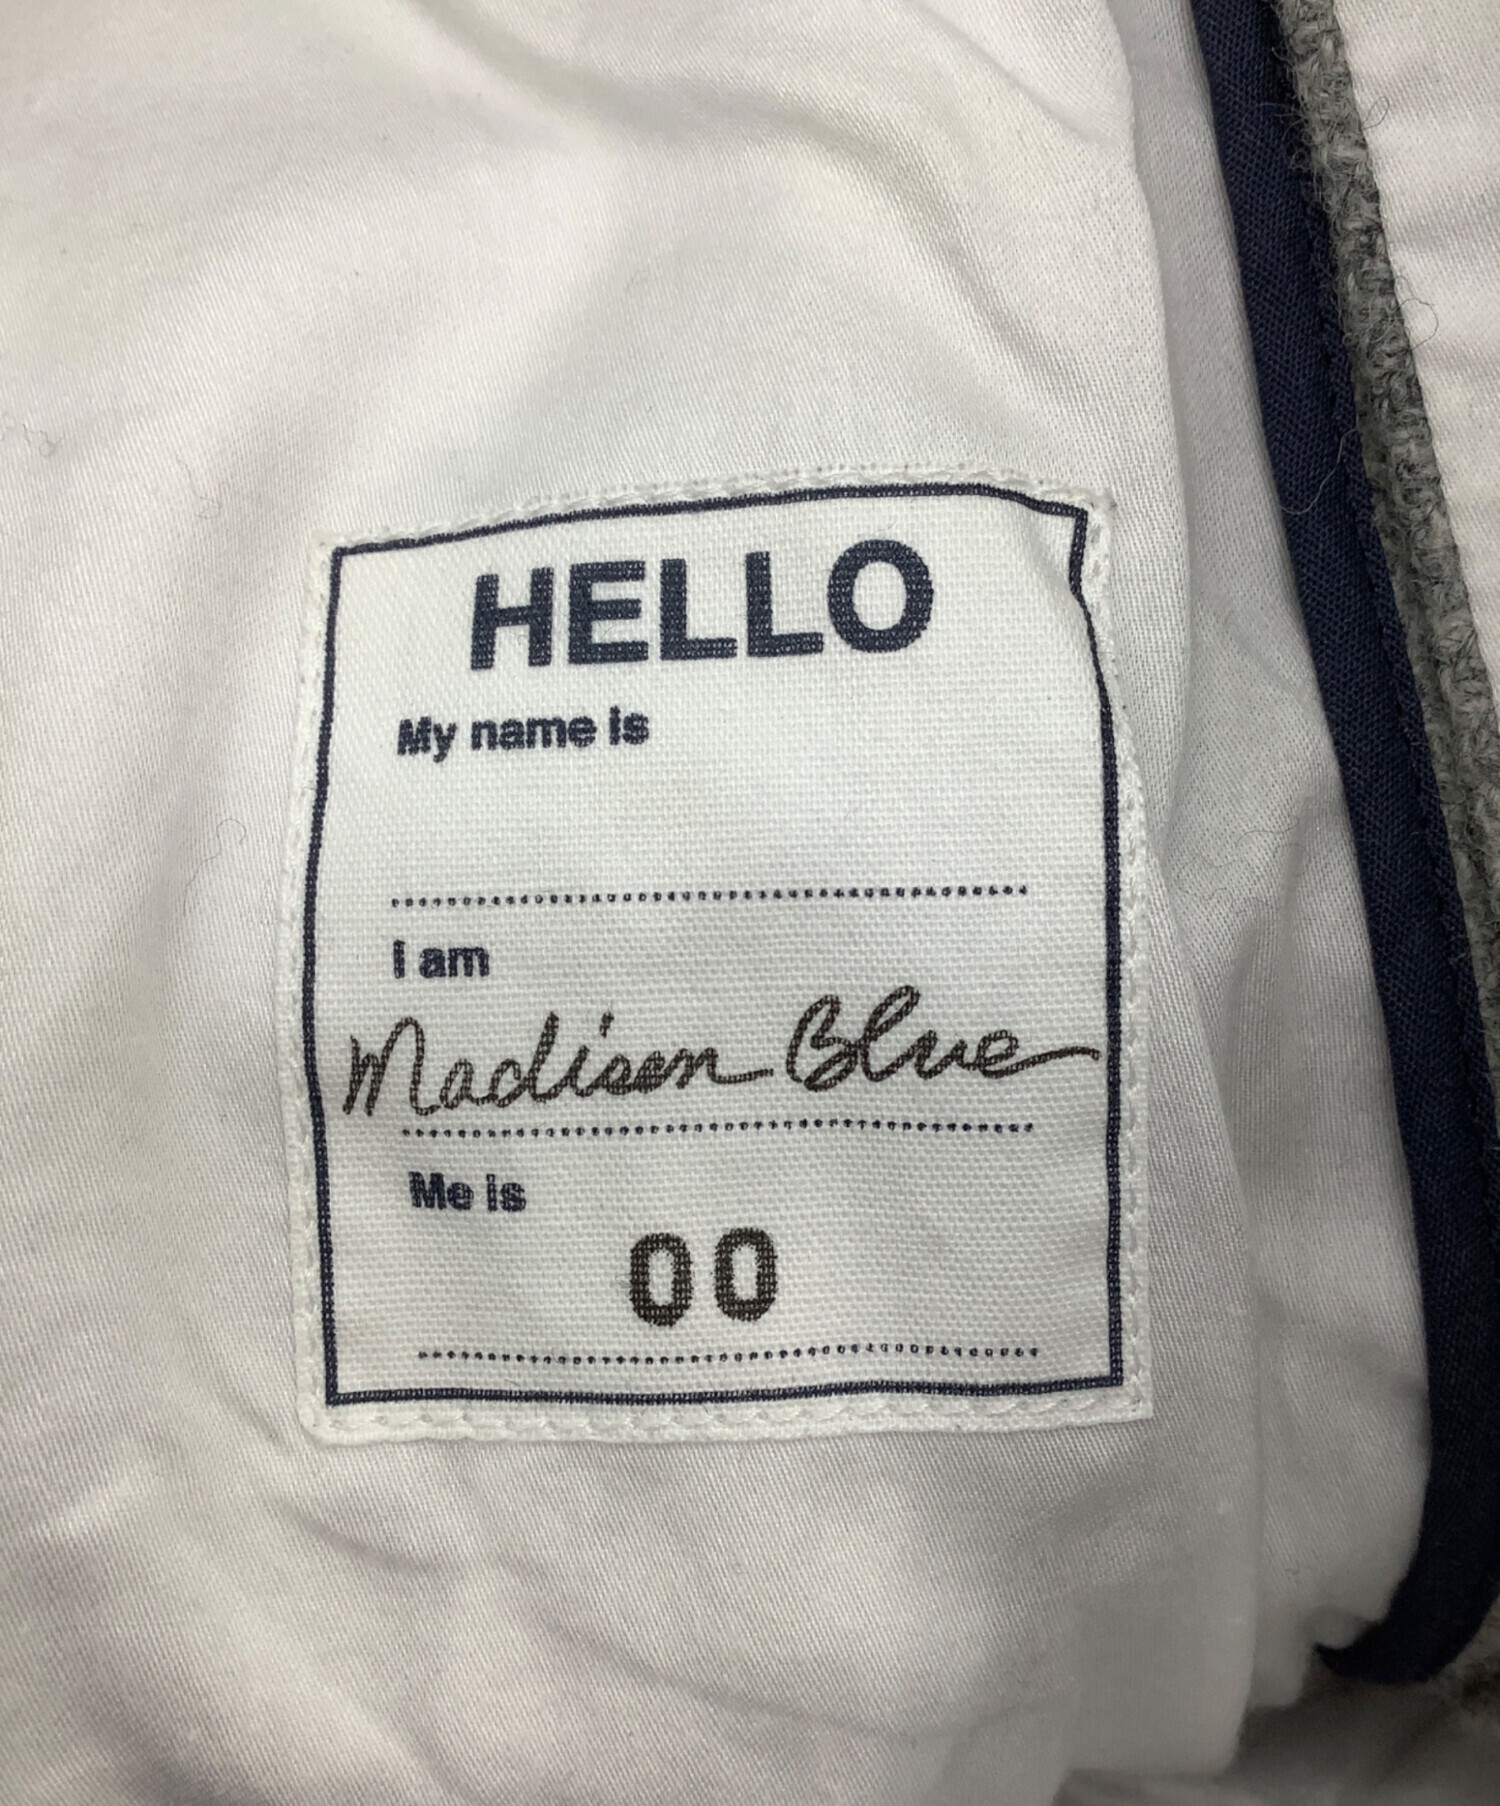 HELLO
My name is
I am
Madison Blue
Me is
00